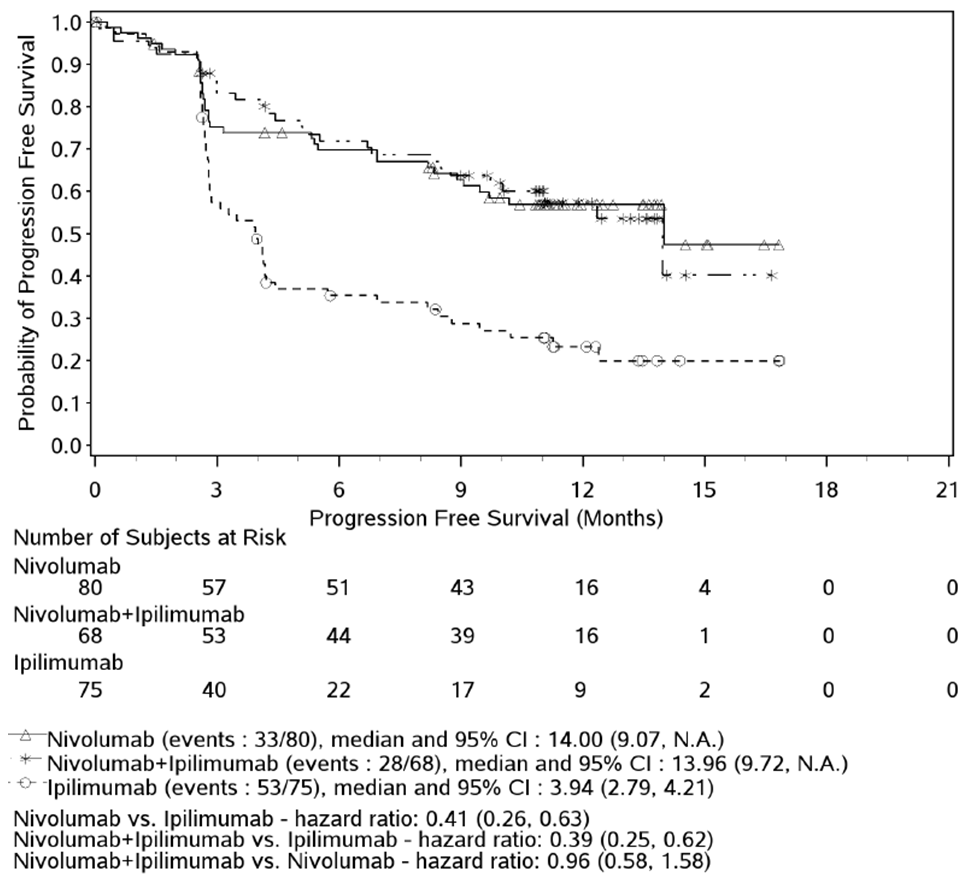 Probability of Progression Free Survival
1.0
0.9
0.8
0.7
0.6
0.5
0.4
0.3
0.2
0.1
0.0
0 3 6 9 12 15 18 21
Progression Free Survival (Months)
Number of Subjects at Risk
Nivolumab
80 57 51 43 16 4 0 0
Nivolumab+Ipilimumab
68 53 44 39 16 1 0 0
Ipilimumab
75 40 22 17 9 2 0 0
Nivolumab (events : 33/80), median and 95% CI : 14.00 (9.07, N.A.)
Nivolumab+Ipilimumab (events : 28/68), median and 95% CI : 13.96 (9.72, N.A.)
Ipilimumab (events : 53/75), median and 95% CI : 3.94 (2.79, 4.21)
Nivolumab vs. Ipilimumab - hazard ratio: 0.41 (0.26, 0.63)
Nivolumab+Ipilimumab vs. Ipilimumab - hazard ratio: 0.39 (0.25, 0.62)
Nivolumab+Ipilimumab vs. Nivolumab - hazard ratio: 0.96 (0.58, 1.58)